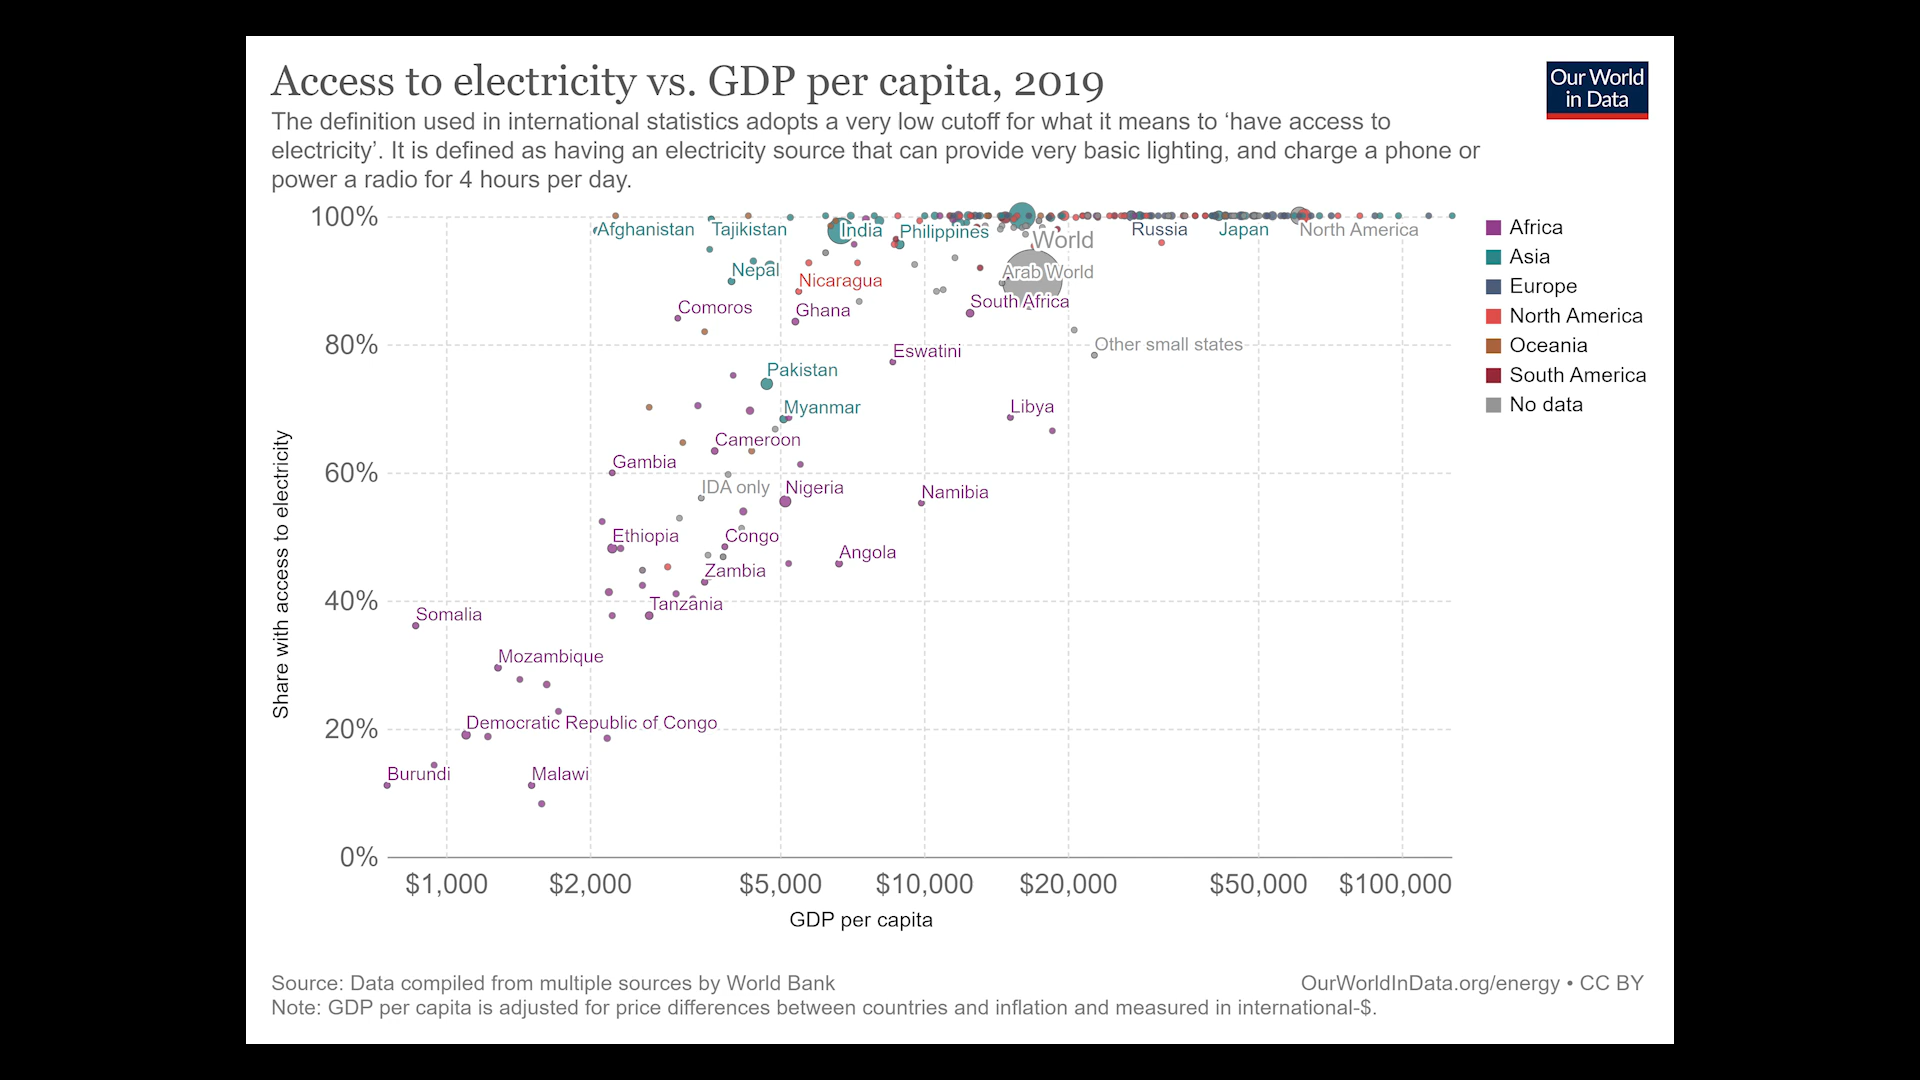 Access to electricity vs. GDP per capita, 2019
Our World
in Data
The definition used in international statistics adopts a very low cutoff for what it means to ‘have access to
electricity’. It is defined as having an electricity source that can provide very basic lighting, and charge a phone or
power a radio for 4 hours per day.
100%
Afghanistan
Tajikistan
India
Philippines
Russia
Japan
North America
World
Nepal
Arab World
Nicaragua
South Africa
Comoros
Ghana
80%
Other small states
Eswatini
Pakistan
Myanmar
Libya
Cameroon
60%
Gambia
IDA only
Nigeria
Namibia
Ethiopia
Congo
Angola
Zambia
40%
Tanzania
Somalia
Mozambique
20%
Democratic Republic of Congo
Burundi
Malawi
0%
Share with access to electricity
$1,000
$2,000
$5,000
$10,000
$20,000
$50,000
$100,000
GDP per capita
Africa
Asia
Europe
North America
Oceania
South America
No data
Source: Data compiled from multiple sources by World Bank
OurWorldInData.org/energy • CC BY
Note: GDP per capita is adjusted for price differences between countries and inflation and measured in international-$.